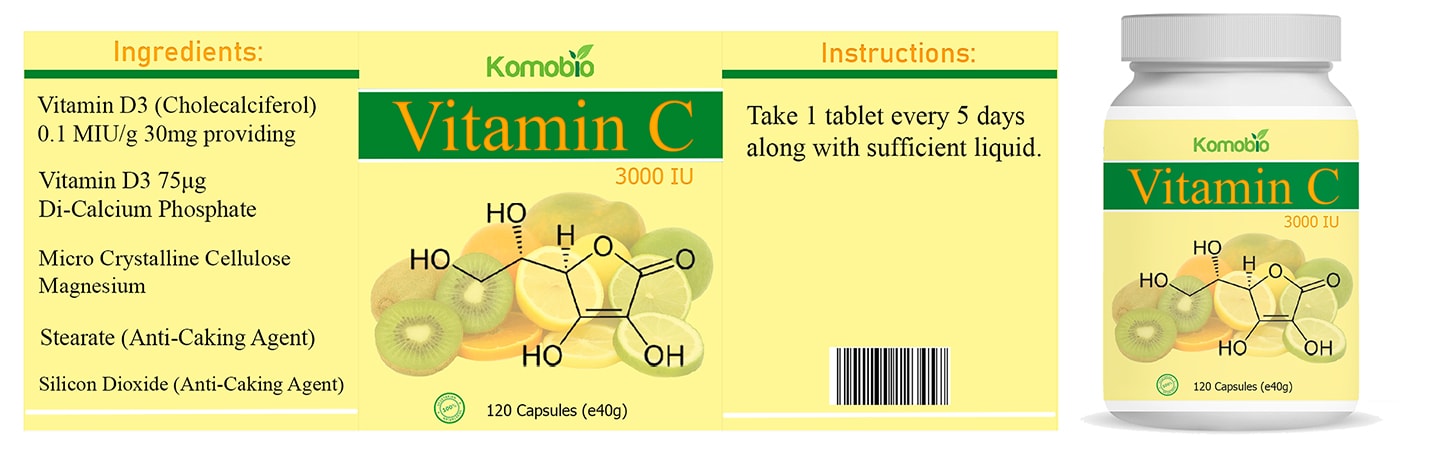 Ingredients:
Vitamin D3 (Cholecalciferol)
0.1 MIU/g 30mg providing
Vitamin D3 75µg
Di-Calcium Phosphate
Micro Crystalline Cellulose
Magnesium
Stearate (Anti-Caking Agent)
Silicon Dioxide (Anti-Caking Agent)
Komobio
Vitamin C
3000 IU
HO
H
O
HO
O
HO
OH
100%
120 Capsules (e40g)
Instructions:
Take 1 tablet every 5 days
along with sufficient liquid.
Komobio
Vitamin C
3000 IU
HO
H
O
HO
O
HO
OH
120 Capsules (e40g)